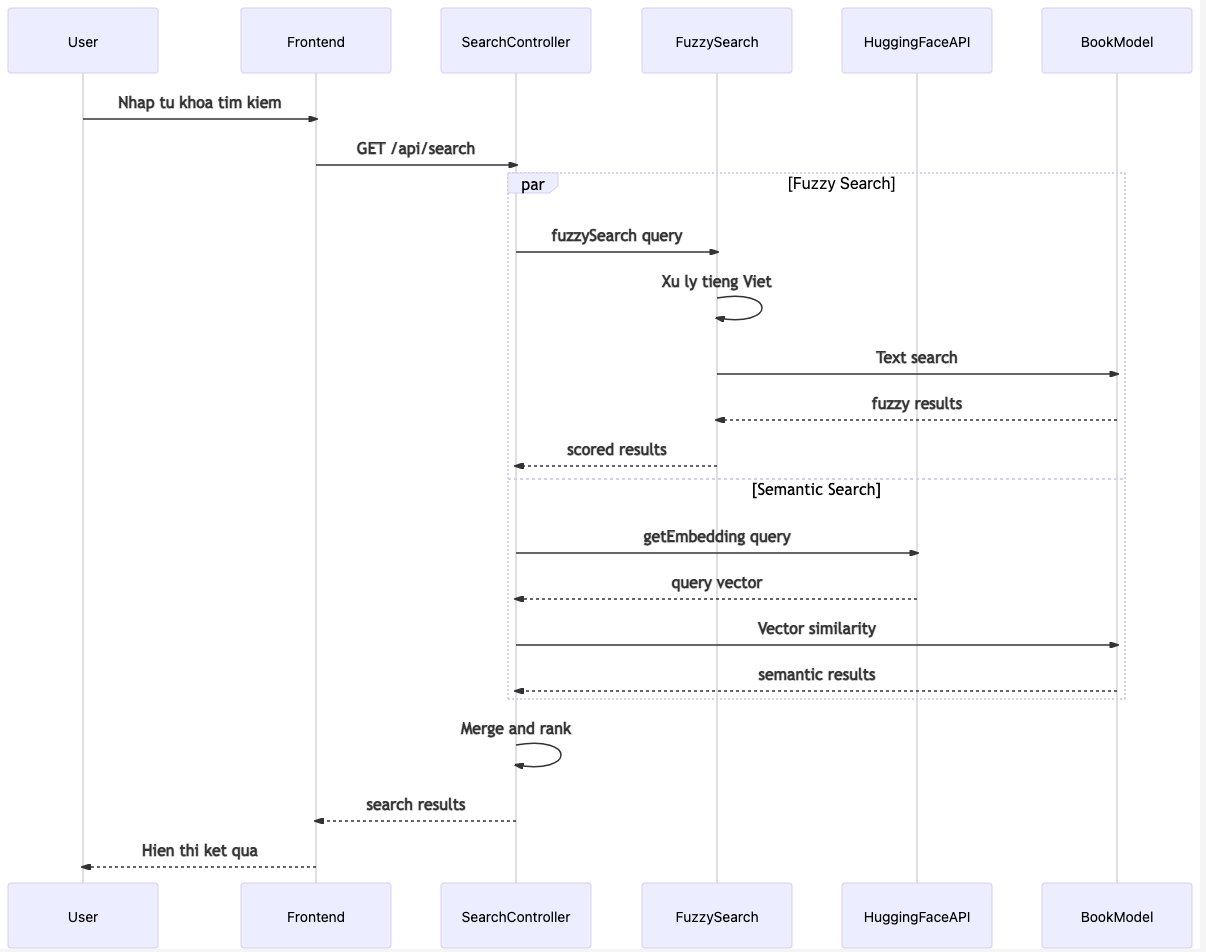 User
Frontend
SearchController
FuzzySearch
HuggingFaceAPI
BookModel
Nhap tu khoa tim kiem
GET /api/search
par
[Fuzzy Search]
fuzzySearch query
Xu ly tieng Viet
Text search
fuzzy results
scored results
[Semantic Search]
getEmbedding query
query vector
Vector similarity
semantic results
Merge and rank
search results
Hien thi ket qua
User
Frontend
SearchController
FuzzySearch
HuggingFaceAPI
BookModel